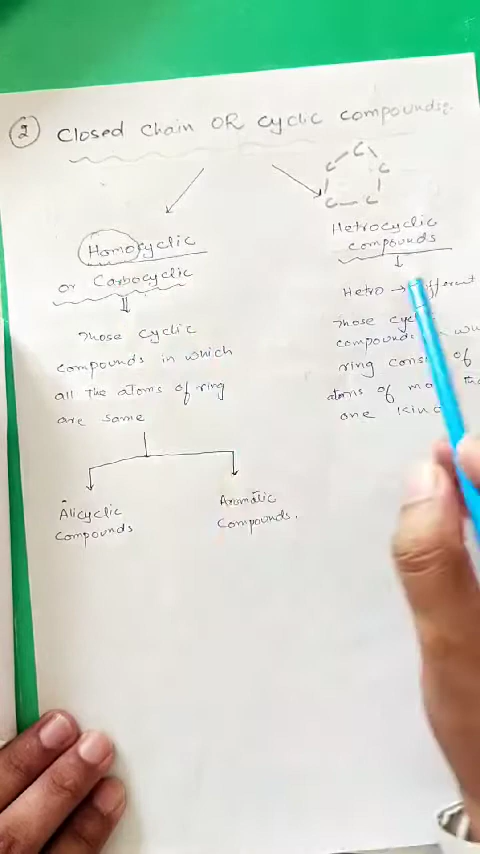 2 Closed Chain OR Cyclic Compounds:
C
C C
C C
Homocyclic
or Carbocyclic
Those cyclic
compounds in which
all the atoms of ring
are same
Alicyclic
Compounds
Aromatic
Compounds.
Hetrocyclic
compounds
Hetro →
Those
compounds
ring of
atoms of
one